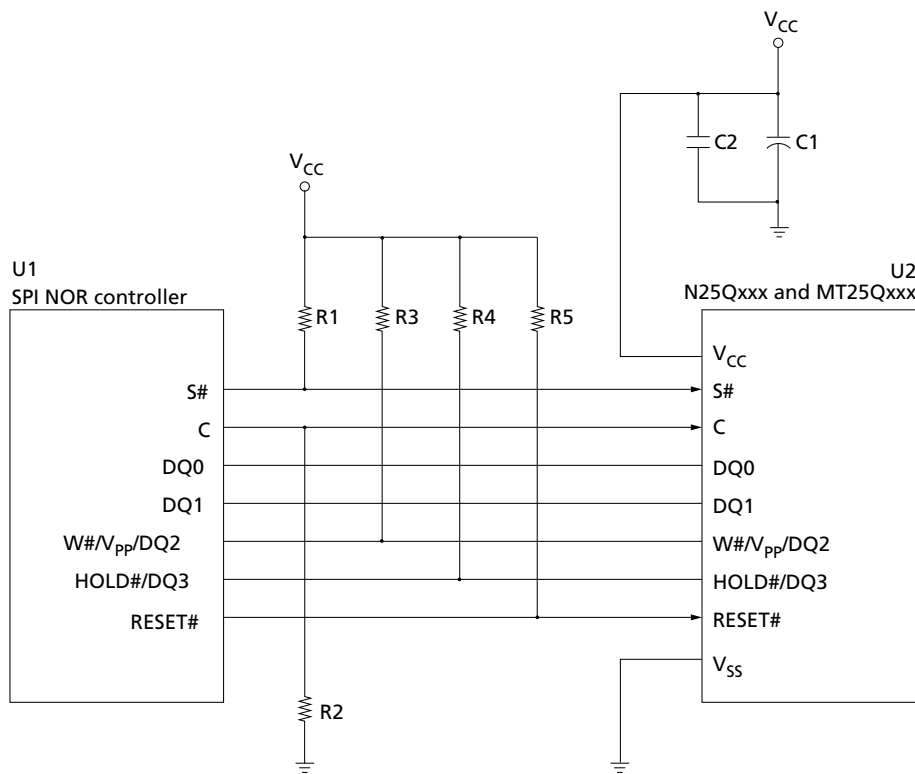 V_CC
C2
C1
V_CC
U1
SPI NOR controller
U2
N25Qxxx and MT25Qxxx
R1
R3
R4
R5
V_CC
S#
S#
C
C
DQ0
DQ0
DQ1
DQ1
W#/V_PP/DQ2
W#/V_PP/DQ2
HOLD#/DQ3
HOLD#/DQ3
RESET#
RESET#
V_SS
R2